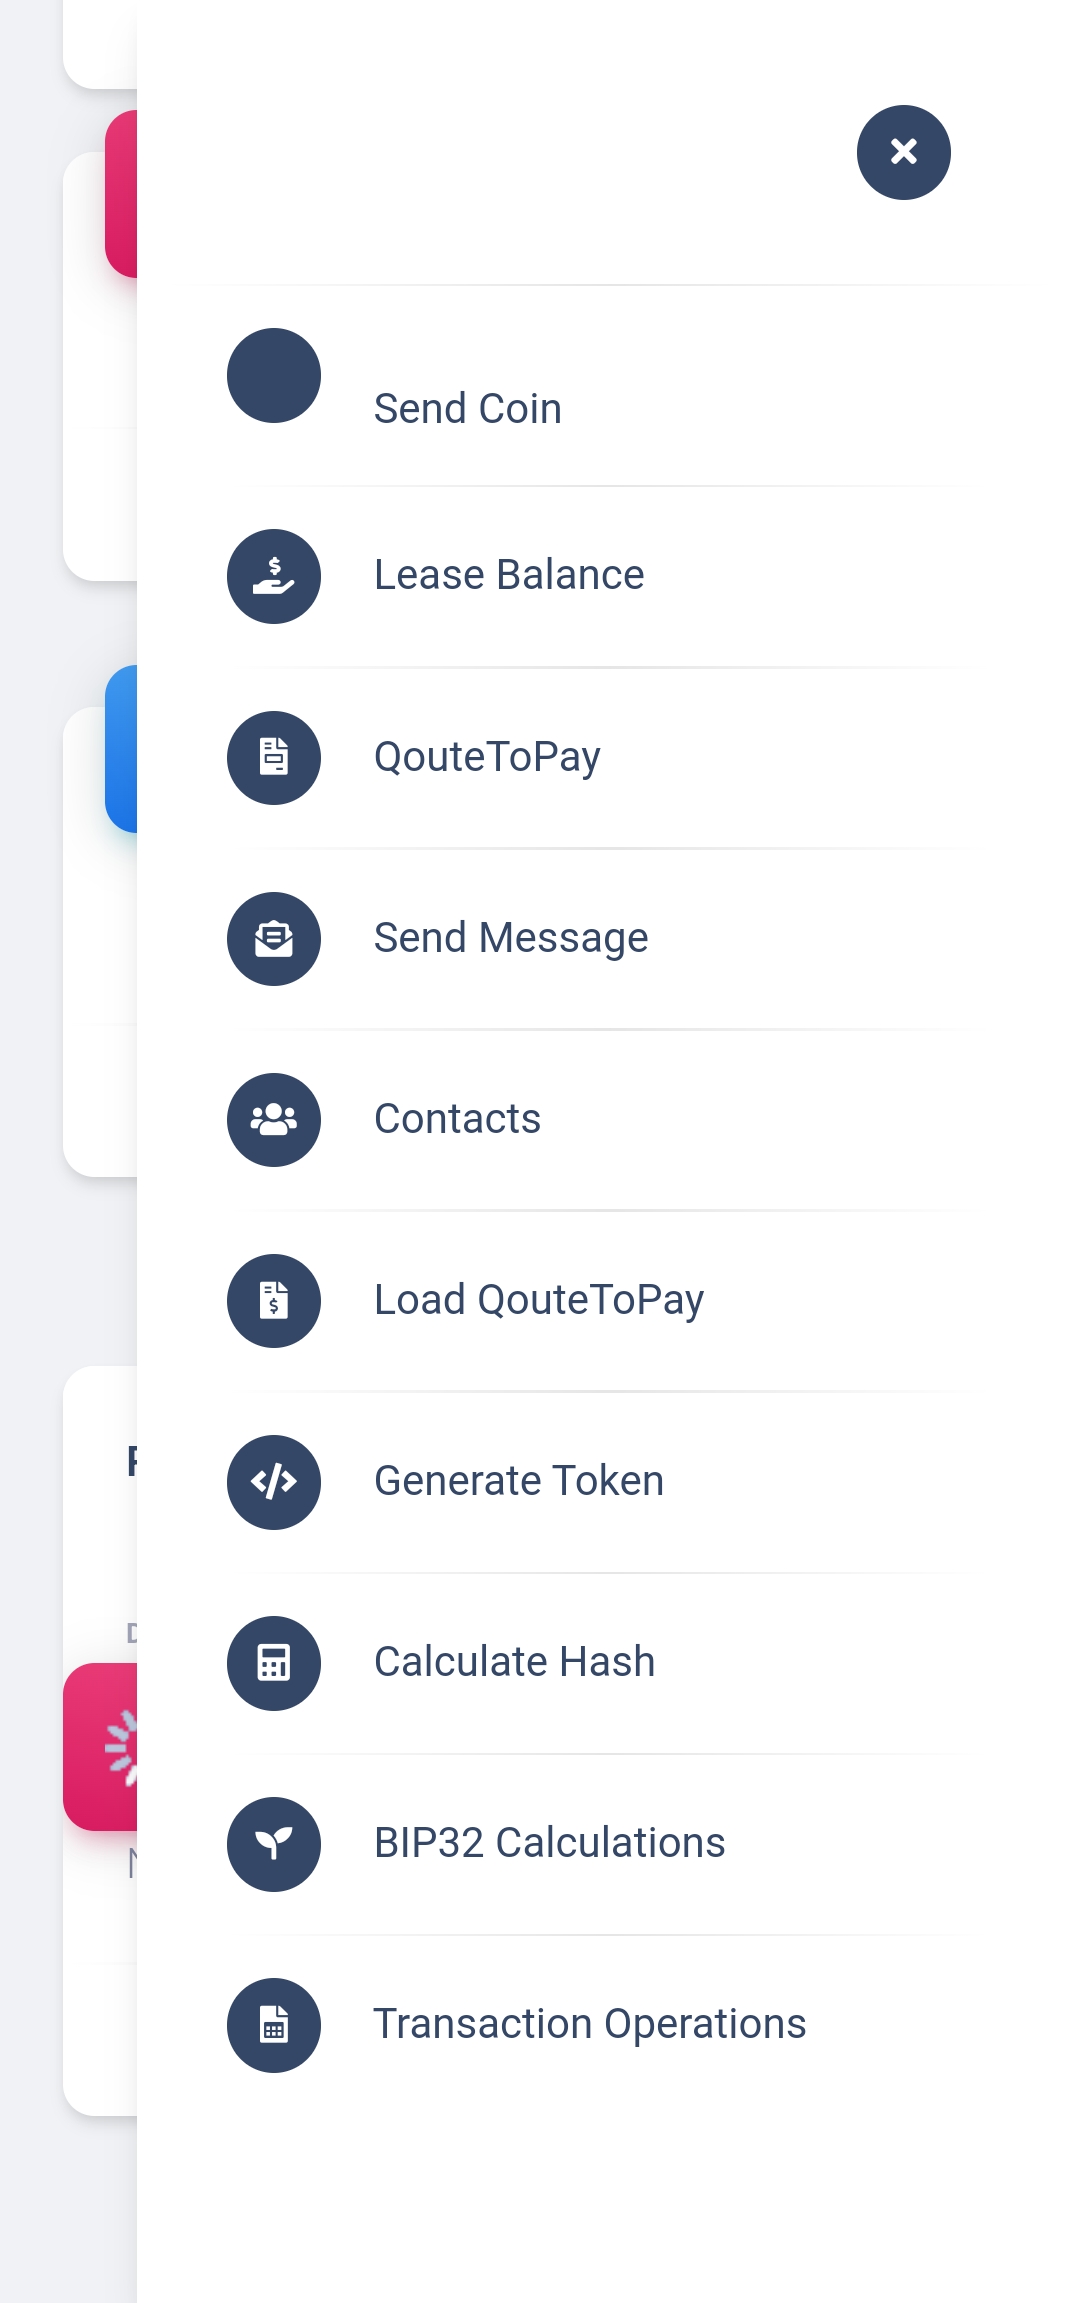 Send Coin
Lease Balance
QouteToPay
Send Message
Contacts
Load QouteToPay
Generate Token
Calculate Hash
BIP32 Calculations
Transaction Operations